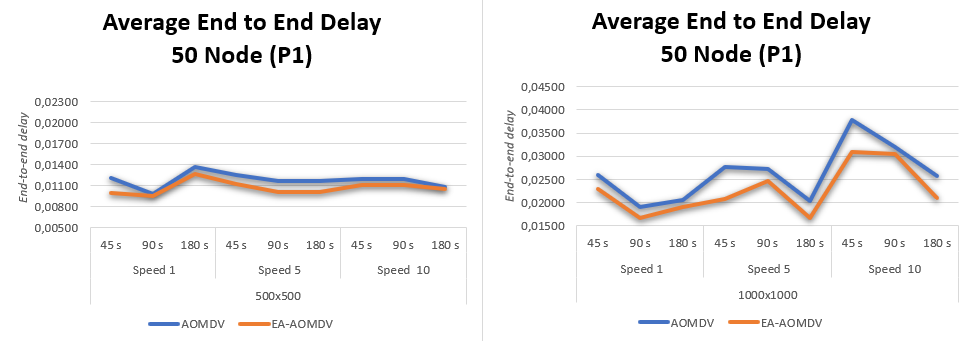 Average End to End Delay
50 Node (P1)
End-to-end delay
0,02300
0,02000
0,01700
0,01400
0,01100
0,00800
0,00500
45 s 90 s 180 s 45 s 90 s 180 s 45 s 90 s 180 s
Speed 1 Speed 5 Speed 10
500x500
AOMDV EA-AOMDV
Average End to End Delay
50 Node (P1)
End-to-end delay
0,04500
0,04000
0,03500
0,03000
0,02500
0,02000
0,01500
45 s 90 s 180 s 45 s 90 s 180 s 45 s 90 s 180 s
Speed 1 Speed 5 Speed 10
1000x1000
AOMDV EA-AOMDV